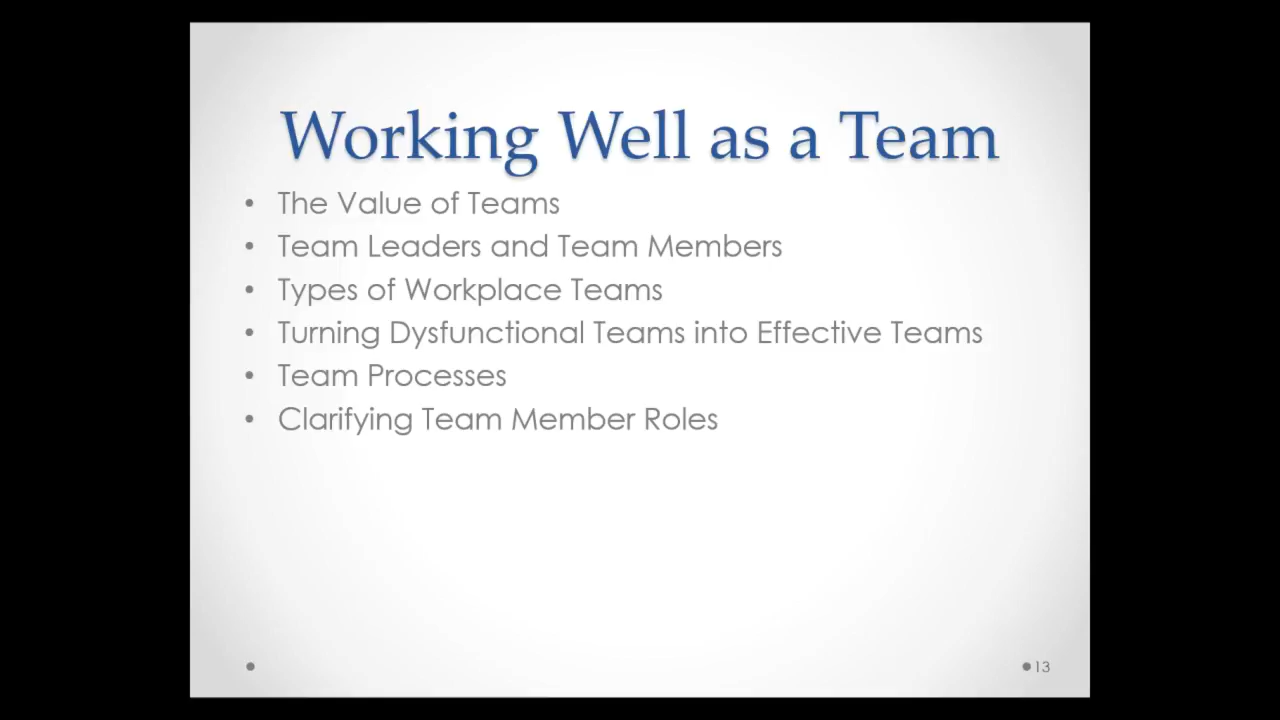 Working Well as a Team
• The Value of Teams
• Team Leaders and Team Members
• Types of Workplace Teams
• Turning Dysfunctional Teams into Effective Teams
• Team Processes
• Clarifying Team Member Roles
13